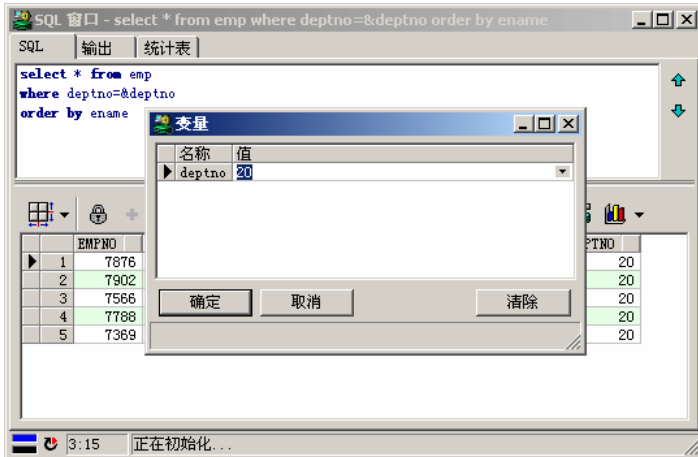 SQL 窗口 - select * from emp where deptno=&deptno order by ename
SQL 输出 统计表
select * from emp
where deptno=&deptno
order by ename
变量
名称 值
deptno 20
确定 取消 清除
EMPNO PTNO
1 7876 20
2 7902 20
3 7566 20
4 7788 20
5 7369 20
3:15 正在初始化...